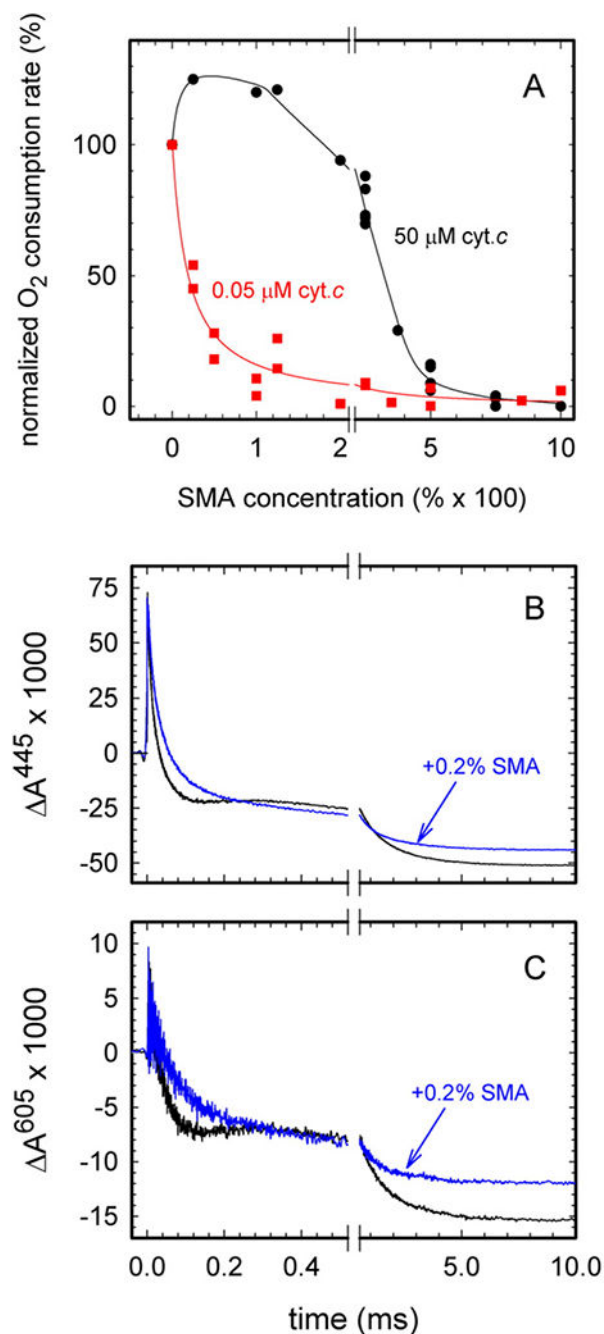 A
normalized O2 consumption rate (%)
100
50
0
50 μM cyt.c
0.05 μM cyt.c
0 1 2 5 10
SMA concentration (% x 100)
B
ΔA445 x 1000
75
50
25
0
-25
-50
+0.2% SMA
C
ΔA605 x 1000
10
5
0
-5
-10
-15
+0.2% SMA
0.0 0.2 0.4 5.0 10.0
time (ms)